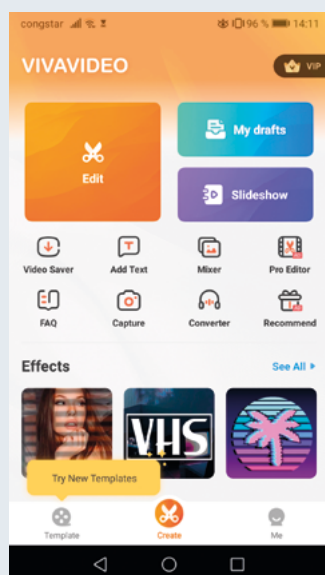 congstar 96 % 14:11
VIVAVIDEO VIP
Edit
My drafts
Slideshow
Video Saver Add Text Mixer Pro Editor
FAQ Capture Converter Recommend
Effects See All
VHS
Try New Templates
Template Create Me